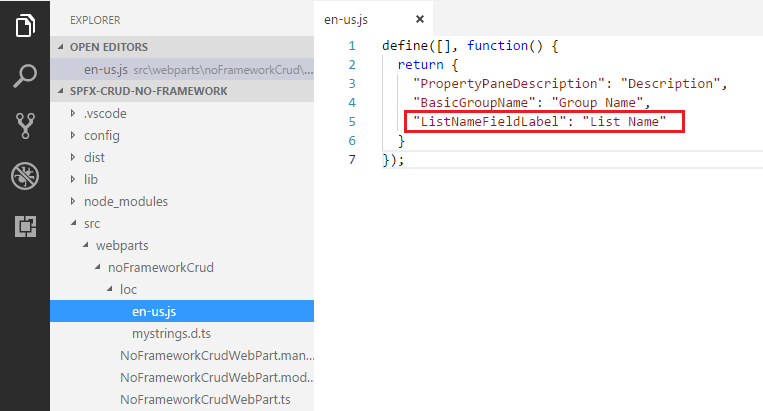 EXPLORER
OPEN EDITORS
en-us.js src\webparts\noFrameworkCrud\...
SPFX-CRUD-NO-FRAMEWORK
.vscode
config
dist
lib
node_modules
src
webparts
noFrameworkCrud
loc
en-us.js
mystrings.d.ts
NoFrameworkCrudWebPart.man...
NoFrameworkCrudWebPart.mod...
NoFrameworkCrudWebPart.ts
en-us.js ×
1 define([], function() {
2 return {
3 "PropertyPaneDescription": "Description",
4 "BasicGroupName": "Group Name",
5 "ListNameFieldLabel": "List Name"
6 }
7 });